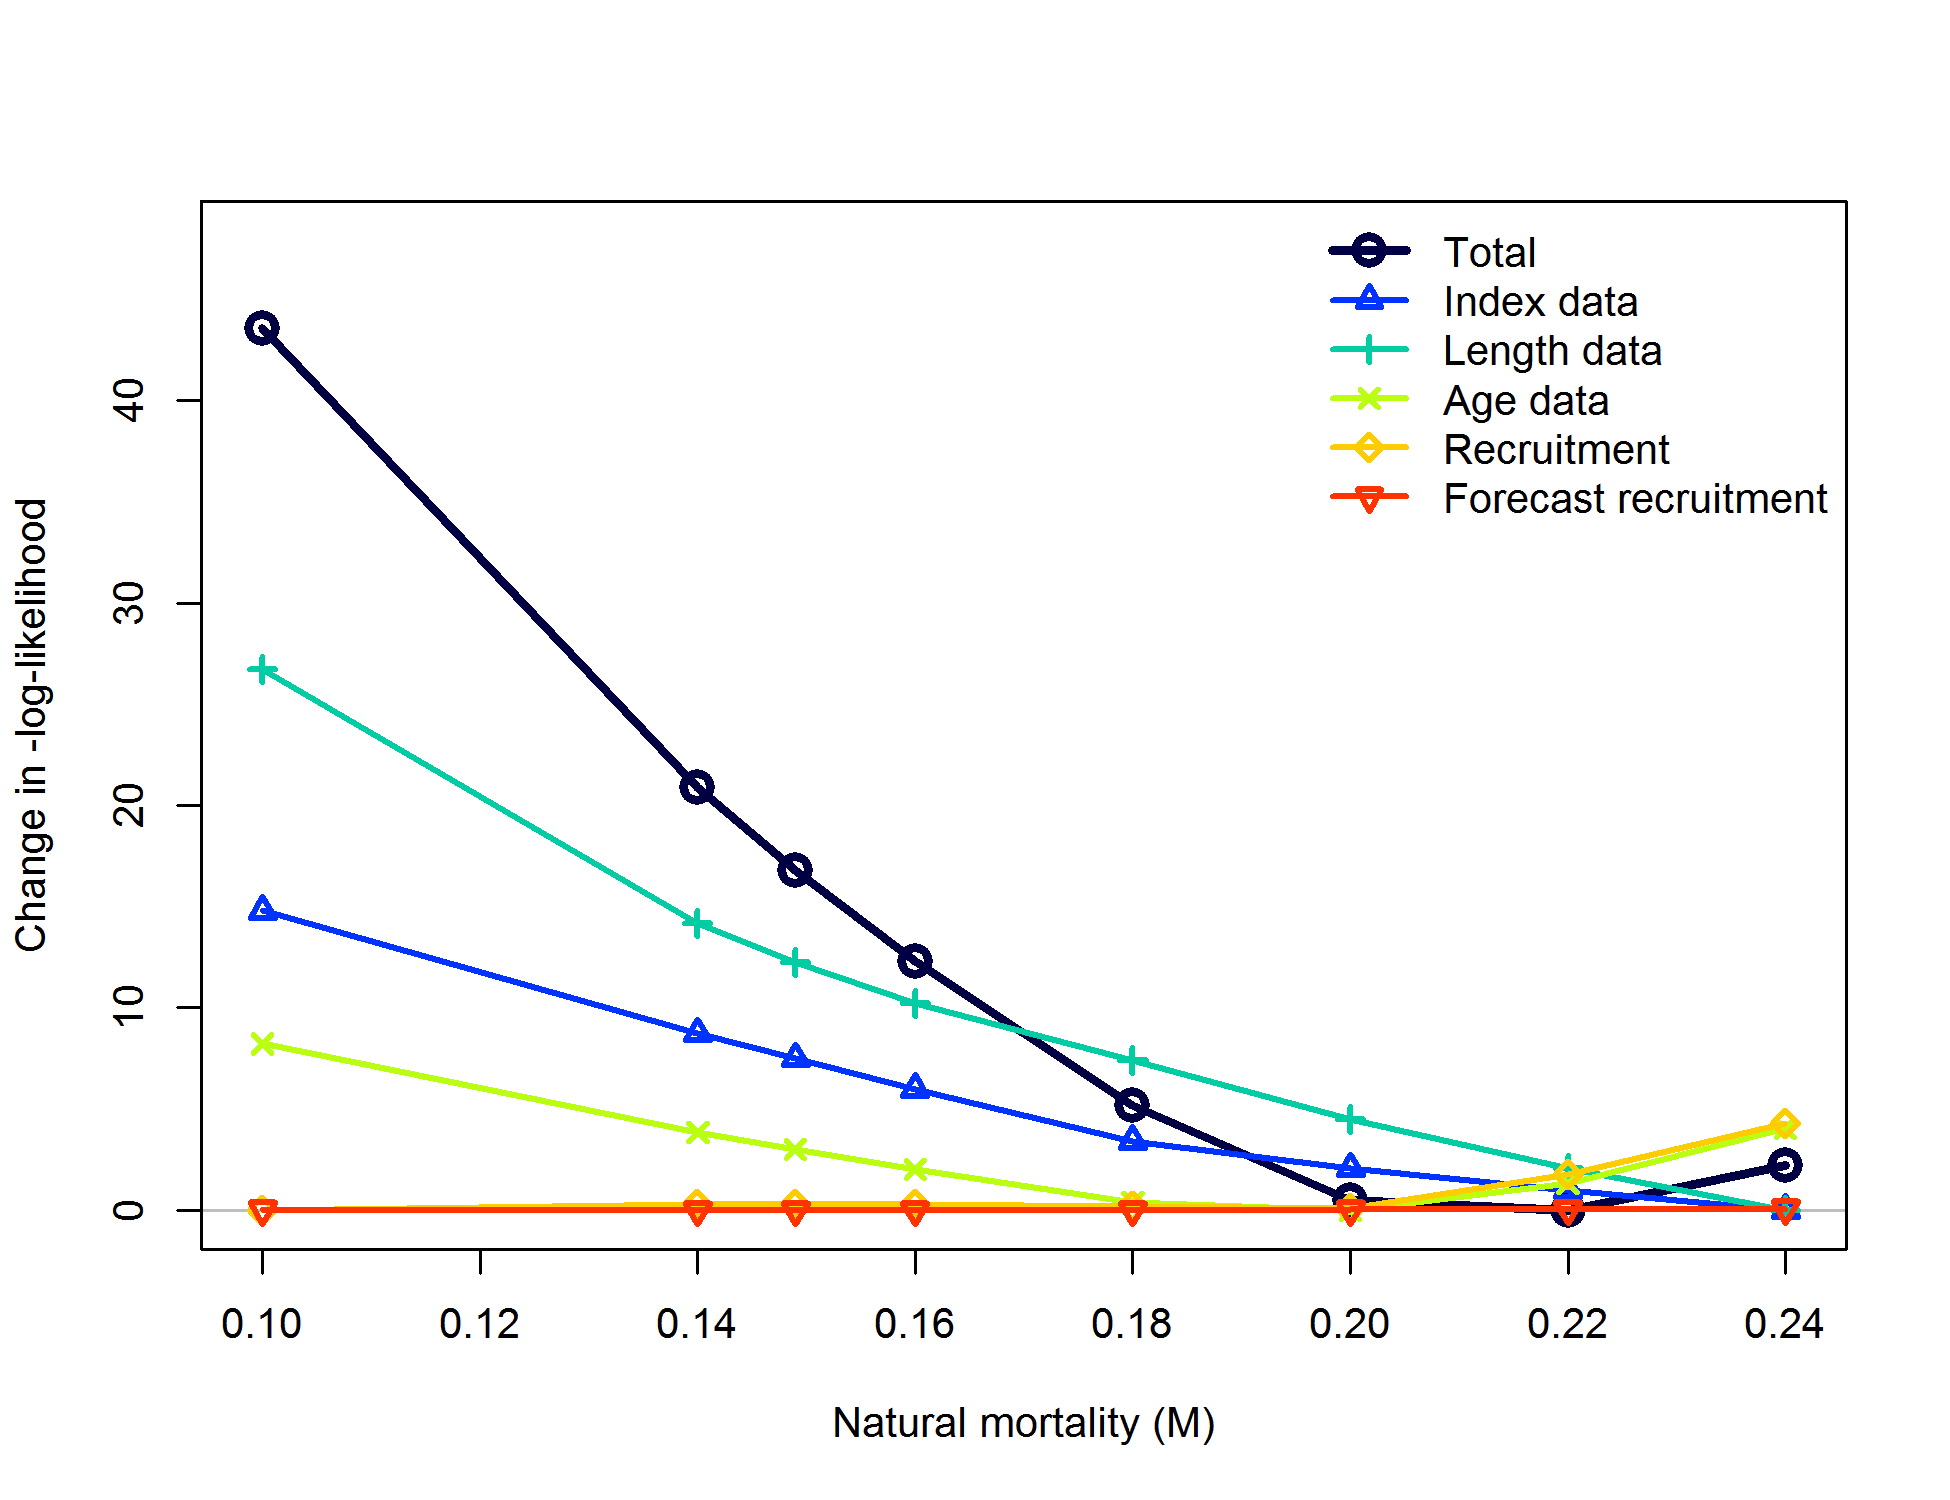 Total
Index data
Length data
Age data
Recruitment
Forecast recruitment
Change in -log-likelihood
40
30
20
10
0
0.10 0.12 0.14 0.16 0.18 0.20 0.22 0.24
Natural mortality (M)